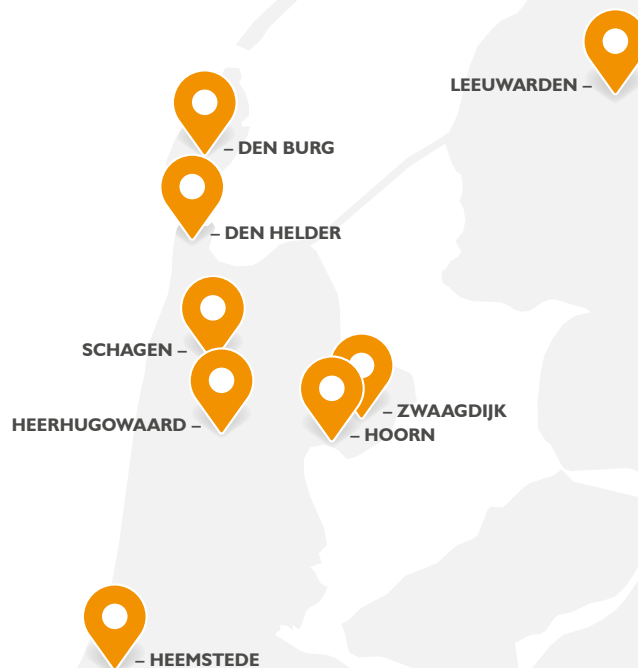 LEEUWARDEN –
– DEN BURG
– DEN HELDER
SCHAGEN –
– ZWAAGDIJK
HEERHUGOWAARD –
– HOORN
– HEEMSTEDE